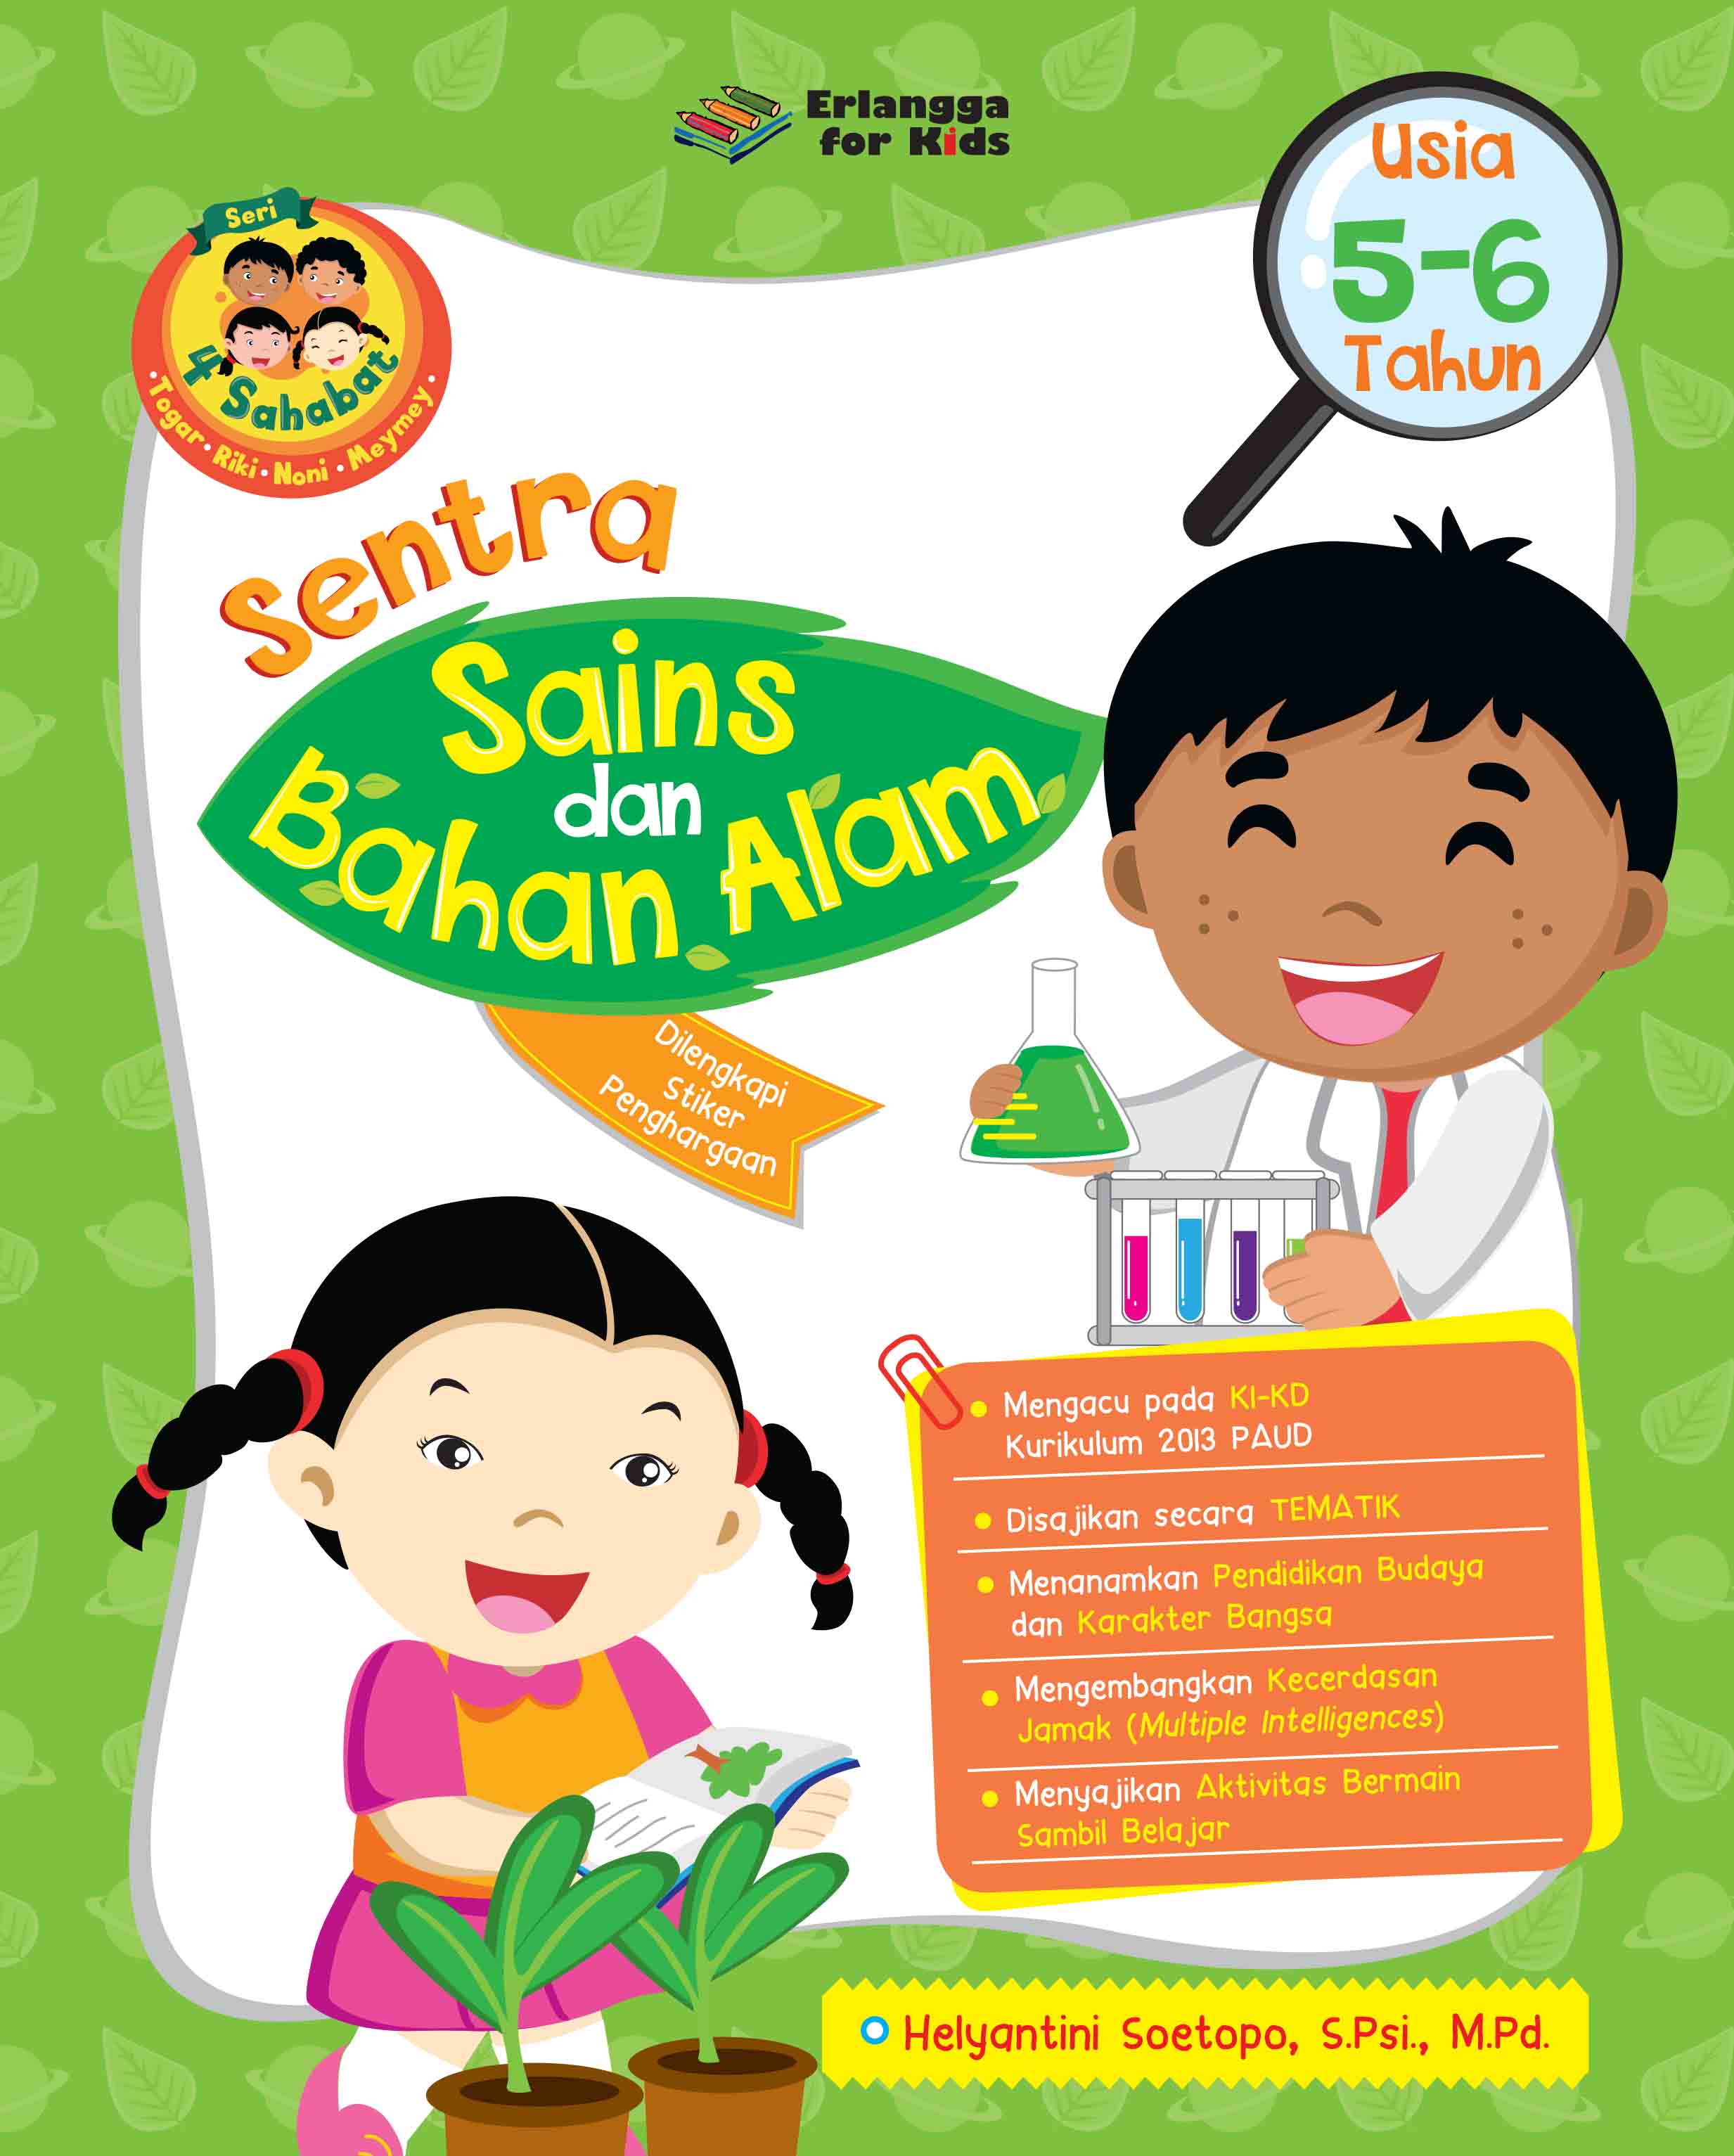 Erlangga
for Kids
Usia
5-6
Tahun
Seri
4 Sahabat
• Togar • Riki • Noni • Meymey •
Sentra
Sains
dan
Bahan Alam
Dilengkapi
Stiker
Penghargaan
• Mengacu pada KI-KD
Kurikulum 2013 PAUD
• Disajikan secara TEMATIK
• Menanamkan Pendidikan Budaya
dan Karakter Bangsa
• Mengembangkan Kecerdasan
Jamak (Multiple Intelligences)
• Menyajikan Aktivitas Bermain
Sambil Belajar
Helyantini Soetopo, S.Psi., M.Pd.